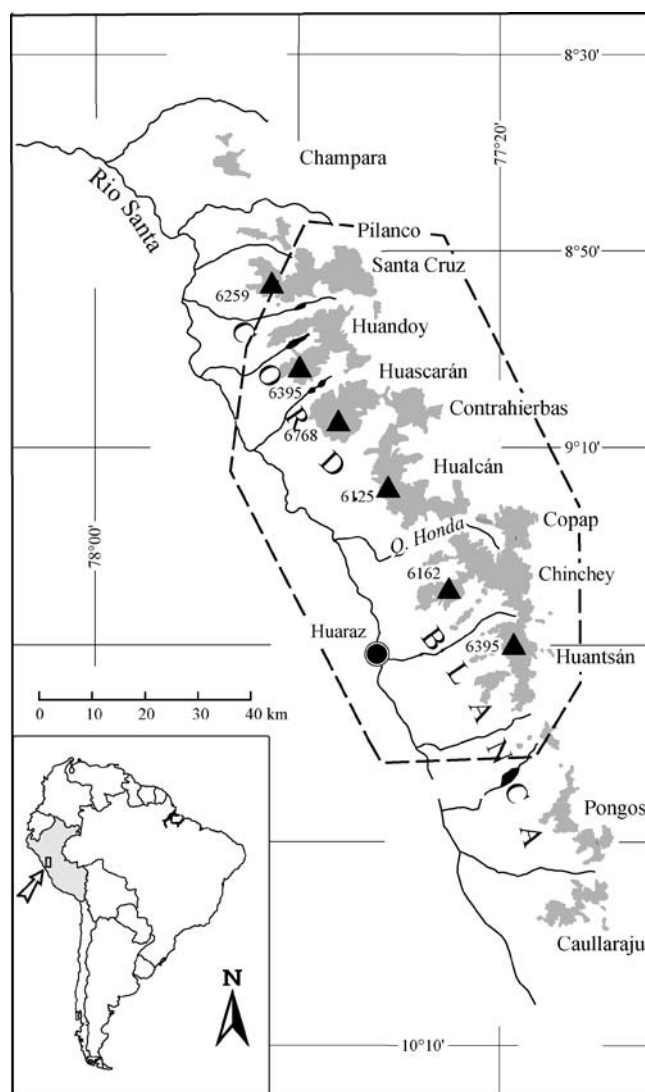 8°30'
77°20'
Champara
Rio Santa
Pilanco
8°50'
Santa Cruz
6259
Huandoy
Huascarán
6395
Contrahierbas
6768
9°10'
Hualcán
6125
Copap
Q. Honda
78°00'
6162
Chinchey
Huaraz
6395
Huantsán
CORD. BLANCA
0 10 20 30 40 km
Pongos
Caullaraju
N
10°10'